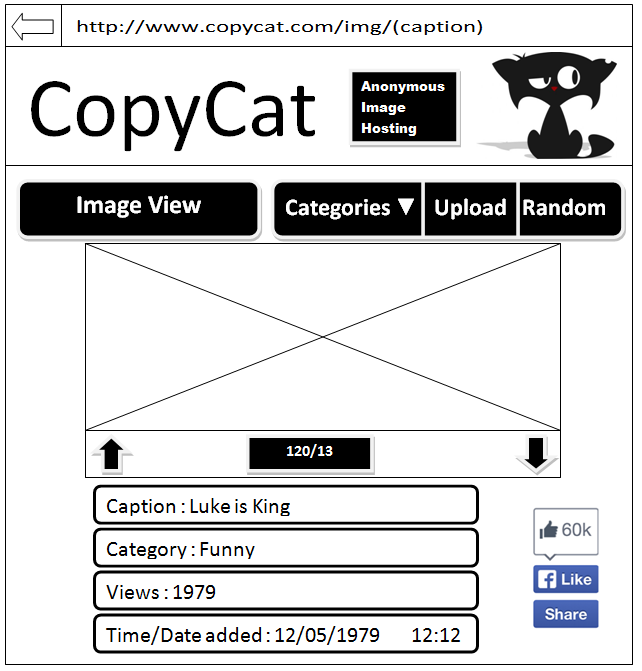 http://www.copycat.com/img/(caption)
CopyCat
Anonymous
Image
Hosting
Image View
Categories ▼ Upload Random
120/13
Caption : Luke is King
Category : Funny
Views : 1979
Time/Date added : 12/05/1979 12:12
60k
Like
Share